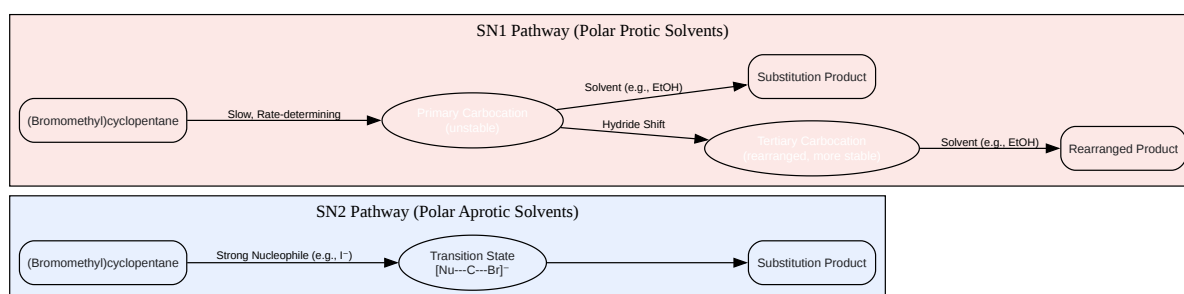 SN1 Pathway (Polar Protic Solvents)
(Bromomethyl)cyclopentane
Slow, Rate-determining
Primary Carbocation
(unstable)
Solvent (e.g., EtOH)
Substitution Product
Hydride Shift
Tertiary Carbocation
(rearranged; more stable)
Solvent (e.g., EtOH)
Rearranged Product
SN2 Pathway (Polar Aprotic Solvents)
(Bromomethyl)cyclopentane
Strong Nucleophile (e.g., I⁻)
Transition State
[Nu---C---Br]⁻
Substitution Product